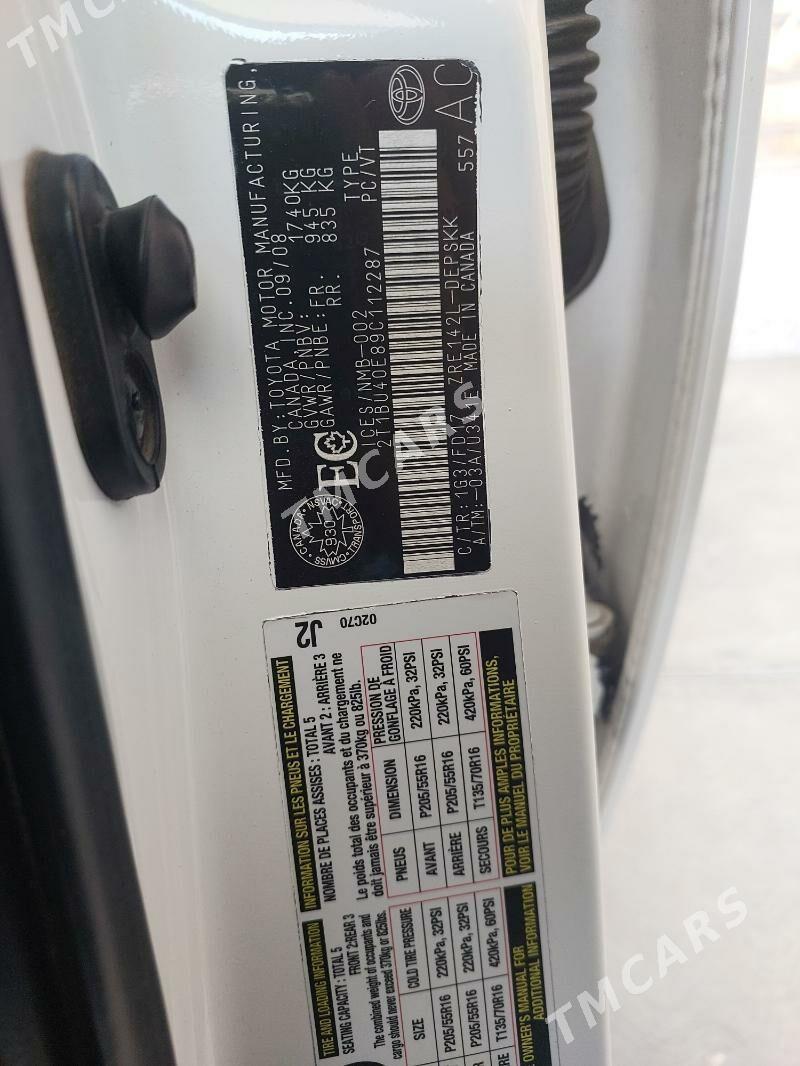 MFD.BY:TOYOTA MOTOR MANUFACTURING,
CANADA INC.09/08
GVWR/PNBV: 1740KG
GAWR/PNBE:FR. 945 KG
RR. 835 KG
CANADA NSVAC
930
CMVSS TRANSPORT
EC
ICES/NMB-002 TYPE
2T1BU40E89C112287 PC/VT
C/TR:1G3/FD17 ZRE142L-DEPSKK
A/TM:-03A/U341E MADE IN CANADA 557 AC
TIRE AND LOADING INFORMATION
SEATING CAPACITY : TOTAL 5
FRONT 2:REAR 3
The combined weight of occupants and
cargo should never exceed 370kg or 825lbs.
SIZE COLD TIRE PRESSURE
P205/55R16 220kPa, 32PSI
P205/55R16 220kPa, 32PSI
T135/70R16 420kPa, 60PSI
OWNER'S MANUAL FOR
ADDITIONAL INFORMATION
INFORMATION SUR LES PNEUS ET LE CHARGEMENT
J2
NOMBRE DE PLACES ASSISES : TOTAL 5
AVANT 2 : ARRIÈRE 3
Le poids total des occupants et du chargement ne
doit jamais être supérieur à 370kg ou 825lb.
02C70
PNEUS DIMENSION PRESSION DE GONFLAGE À FROID
AVANT P205/55R16 220kPa, 32PSI
ARRIÈRE P205/55R16 220kPa, 32PSI
SECOURS T135/70R16 420kPa, 60PSI
POUR DE PLUS AMPLES INFORMATIONS,
VOIR LE MANUEL DU PROPRIÉTAIRE
TMCARS
TMCARS
TMCARS